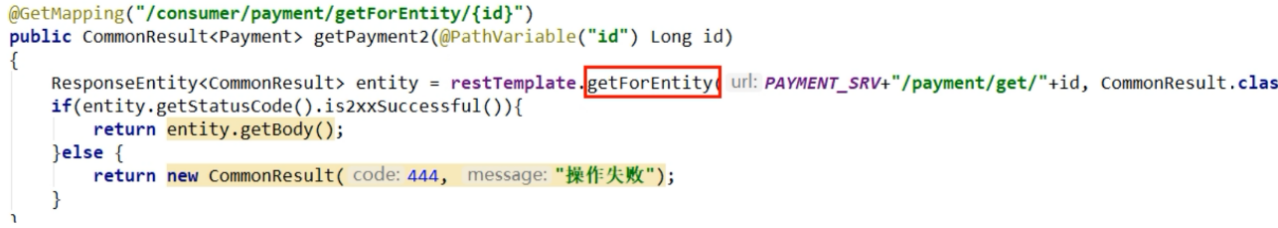 @GetMapping("/consumer/payment/getForEntity/{id}")
public CommonResult<Payment> getPayment2(@PathVariable("id") Long id)
{
    ResponseEntity<CommonResult> entity = restTemplate.getForEntity( url: PAYMENT_SRV+"/payment/get/"+id, CommonResult.clas
    if(entity.getStatusCode().is2xxSuccessful()){
        return entity.getBody();
    }else {
        return new CommonResult( code: 444, message: "操作失败");
    }
}